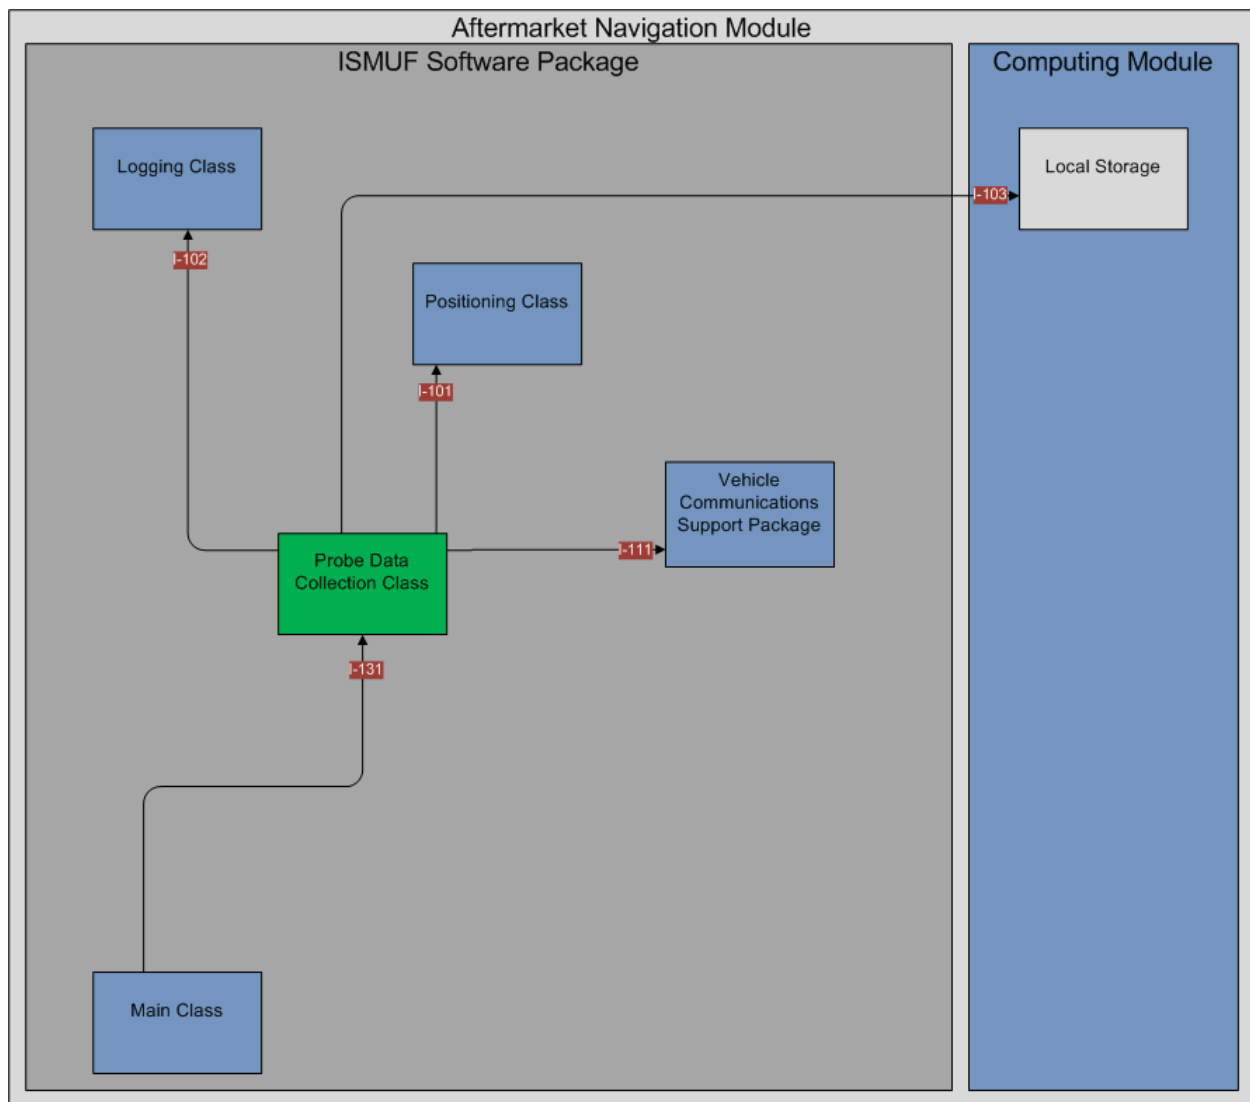 Aftermarket Navigation Module
ISMUF Software Package
Computing Module
Logging Class
Local Storage
I-103
I-102
Positioning Class
I-101
Vehicle
Communications
Support Package
I-111
Probe Data
Collection Class
I-131
Main Class